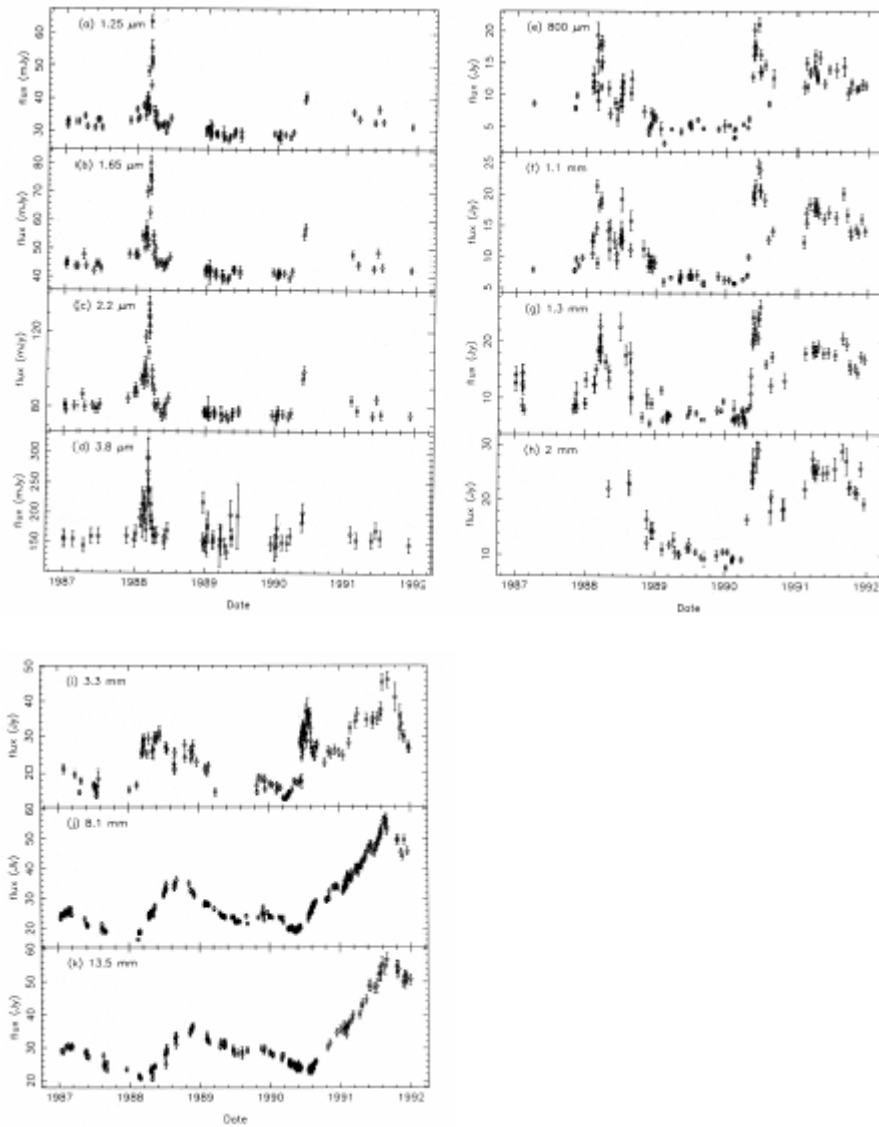 (a) 1.25 μm
flux (mJy)
60
50
40
30
(b) 1.65 μm
flux (mJy)
80
70
60
50
40
(c) 2.2 μm
flux (mJy)
120
80
(d) 3.8 μm
flux (mJy)
300
250
200
150
1987 1988 1989 1990 1991 1992
Date
(e) 800 μm
flux (Jy)
20
15
10
5
(f) 1.1 mm
flux (Jy)
25
20
15
10
5
(g) 1.3 mm
flux (Jy)
20
10
(h) 2 mm
flux (Jy)
30
20
10
1987 1988 1989 1990 1991 1992
Date
(i) 3.3 mm
flux (Jy)
50
40
30
20
(j) 8.1 mm
flux (Jy)
60
50
40
30
20
(k) 13.5 mm
flux (Jy)
60
50
40
30
20
1987 1988 1989 1990 1991 1992
Date